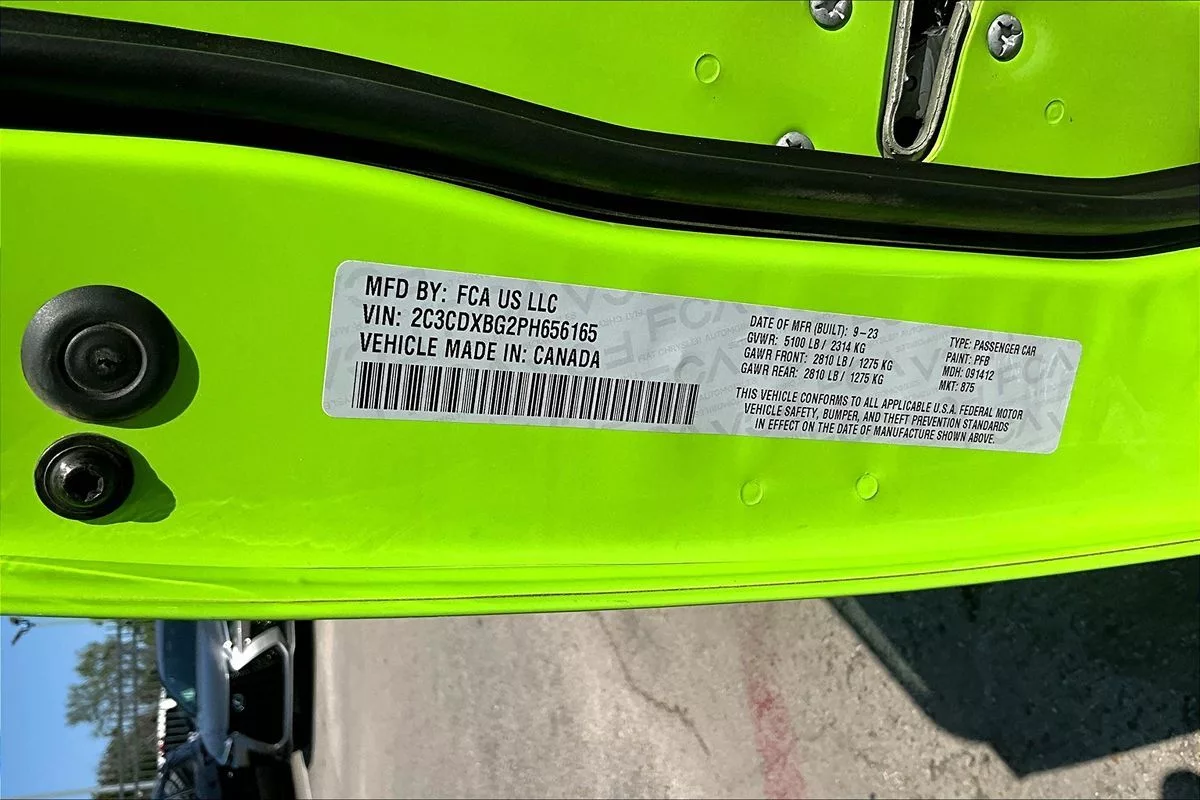 MFD BY: FCA US LLC
VIN: 2C3CDXBG2PH656165
VEHICLE MADE IN: CANADA
DATE OF MFR (BUILT): 9-23
GVWR: 5100 LB / 2314 KG
GAWR FRONT: 2810 LB / 1275 KG
GAWR REAR: 2810 LB / 1275 KG
TYPE: PASSENGER CAR
PAINT: PFB
MDH: 091412
MKT: 875
THIS VEHICLE CONFORMS TO ALL APPLICABLE U.S.A. FEDERAL MOTOR
VEHICLE SAFETY, BUMPER, AND THEFT PREVENTION STANDARDS
IN EFFECT ON THE DATE OF MANUFACTURE SHOWN ABOVE.